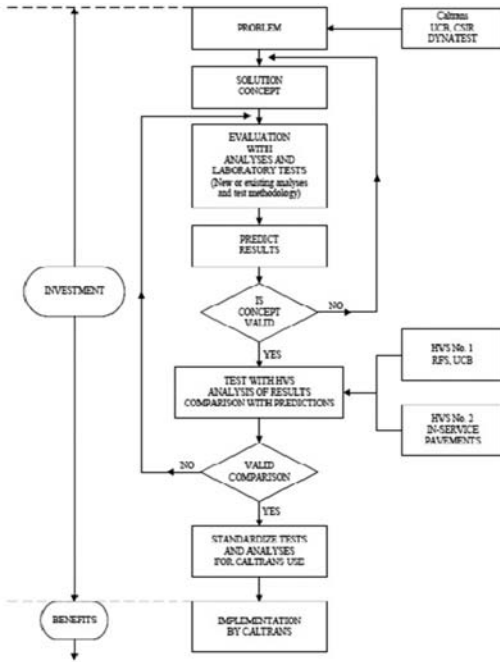 PROBLEM
Caltrans
UCB, CSIR
DYNATEST
SOLUTION
CONCEPT
EVALUATION
WITH
ANALYSES AND
LABORATORY TESTS
(New or existing analyses
and test methodology)
PREDICT
RESULTS
INVESTMENT
IS
CONCEPT
VALID
NO
YES
HVS No. 1
RFS, UCB
TEST WITH HVS
ANALYSIS OF RESULTS
COMPARISON WITH PREDICTIONS
HVS No. 2
IN-SERVICE
PAVEMENTS
NO
VALID
COMPARISON
YES
STANDARDIZE TESTS
AND ANALYSES
FOR CALTRANS USE
BENEFITS
IMPLEMENTATION
BY CALTRANS